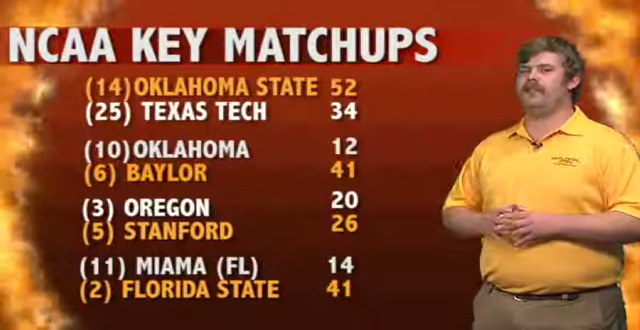 NCAA KEY MATCHUPS
(14) OKLAHOMA STATE 52
(25) TEXAS TECH 34
(10) OKLAHOMA 12
(6) BAYLOR 41
(3) OREGON 20
(5) STANFORD 26
(11) MIAMA (FL) 14
(2) FLORIDA STATE 41